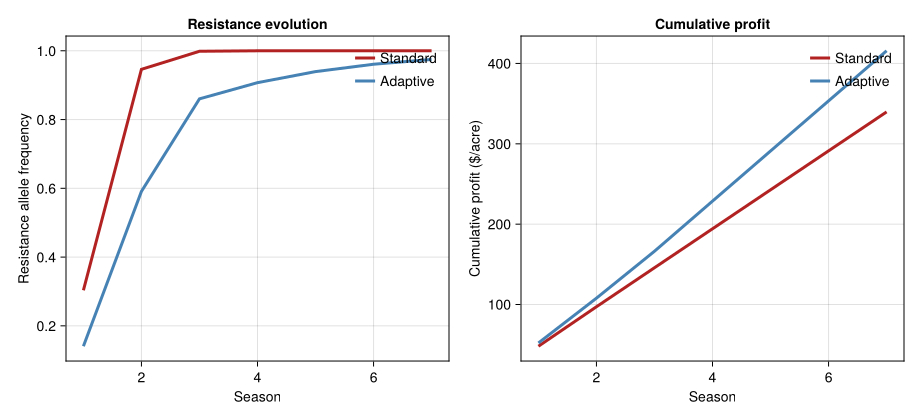 Resistance evolution
Resistance allele frequency
1.0
0.8
0.6
0.4
0.2
2
4
6
Season
Standard
Adaptive
Cumulative profit
Cumulative profit ($/acre)
400
300
200
100
2
4
6
Season
Standard
Adaptive